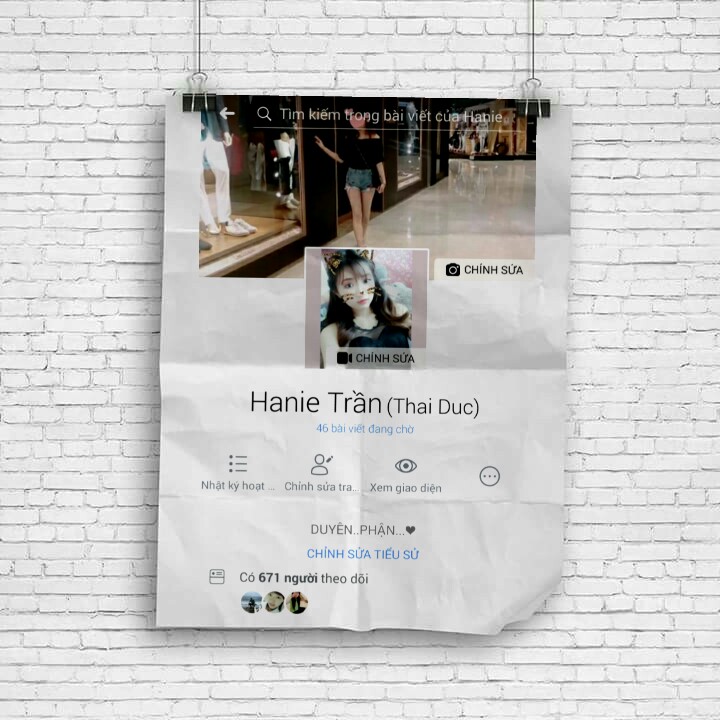 Tìm kiếm trong bài viết của Hanie
CHỈNH SỬA
CHỈNH SỬA
Hanie Trần (Thai Duc)
46 bài viết đang chờ
Nhật ký hoạt ...
Chỉnh sửa tra...
Xem giao diện
DUYÊN..PHẬN...❤
CHỈNH SỬA TIỂU SỬ
Có 671 người theo dõi